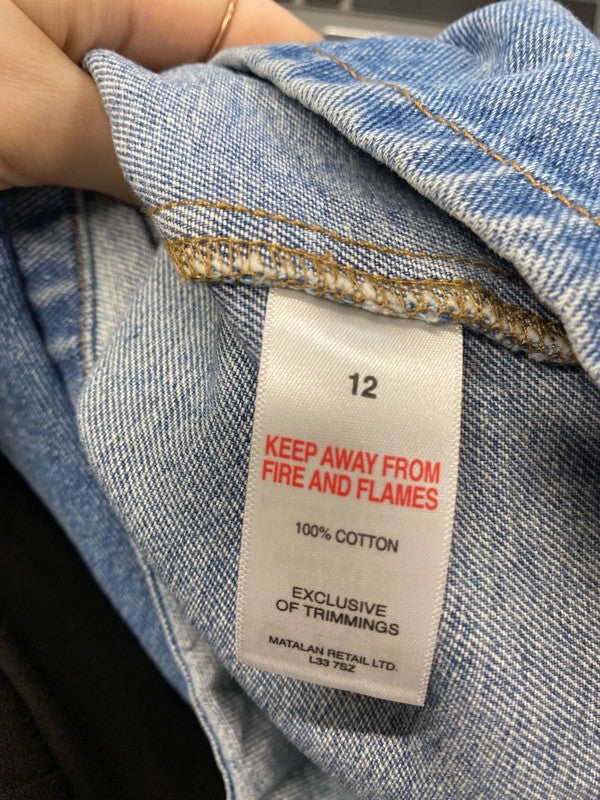 12
KEEP AWAY FROM
FIRE AND FLAMES
100% COTTON
EXCLUSIVE
OF TRIMMINGS
MATALAN RETAIL LTD.
L33 7SZ